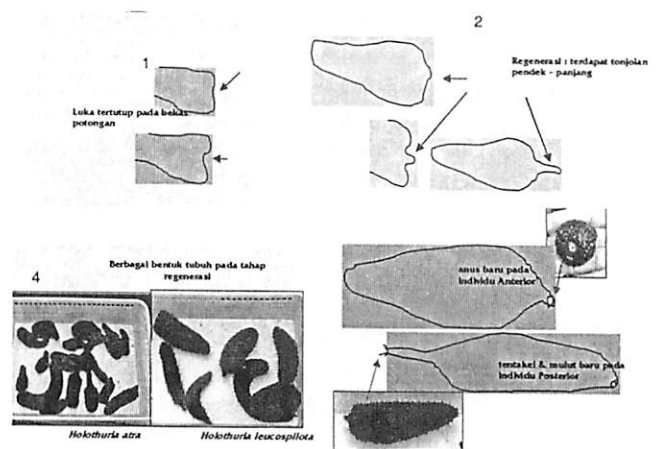 1
Luka tertutup pada bekas
potongan
2
Regenerasi : terdapat tonjolan
pendek - panjang
anus baru pada
individu Anterior
tentakel & mulut baru pada
individu Posterior
4
Berbagai bentuk tubuh pada tahap
regenerasi
Holothuria atra
Holothuria leucospilota